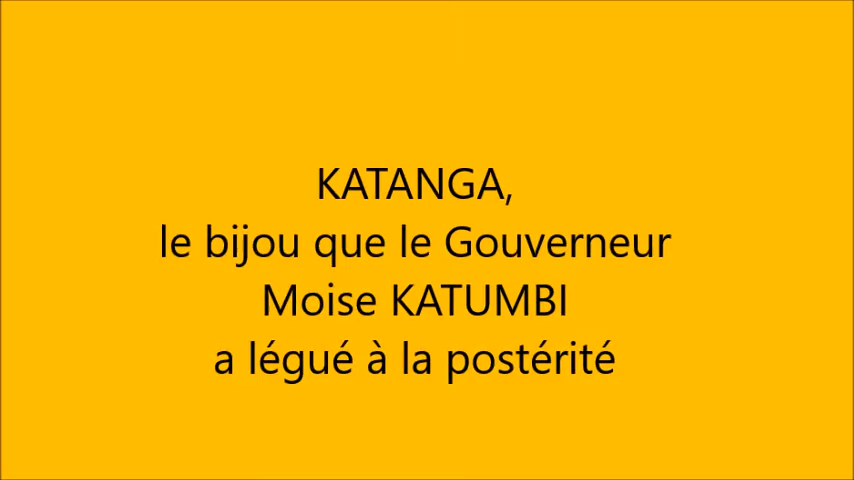 KATANGA,
le bijou que le Gouverneur
Moise KATUMBI
a légué à la postérité